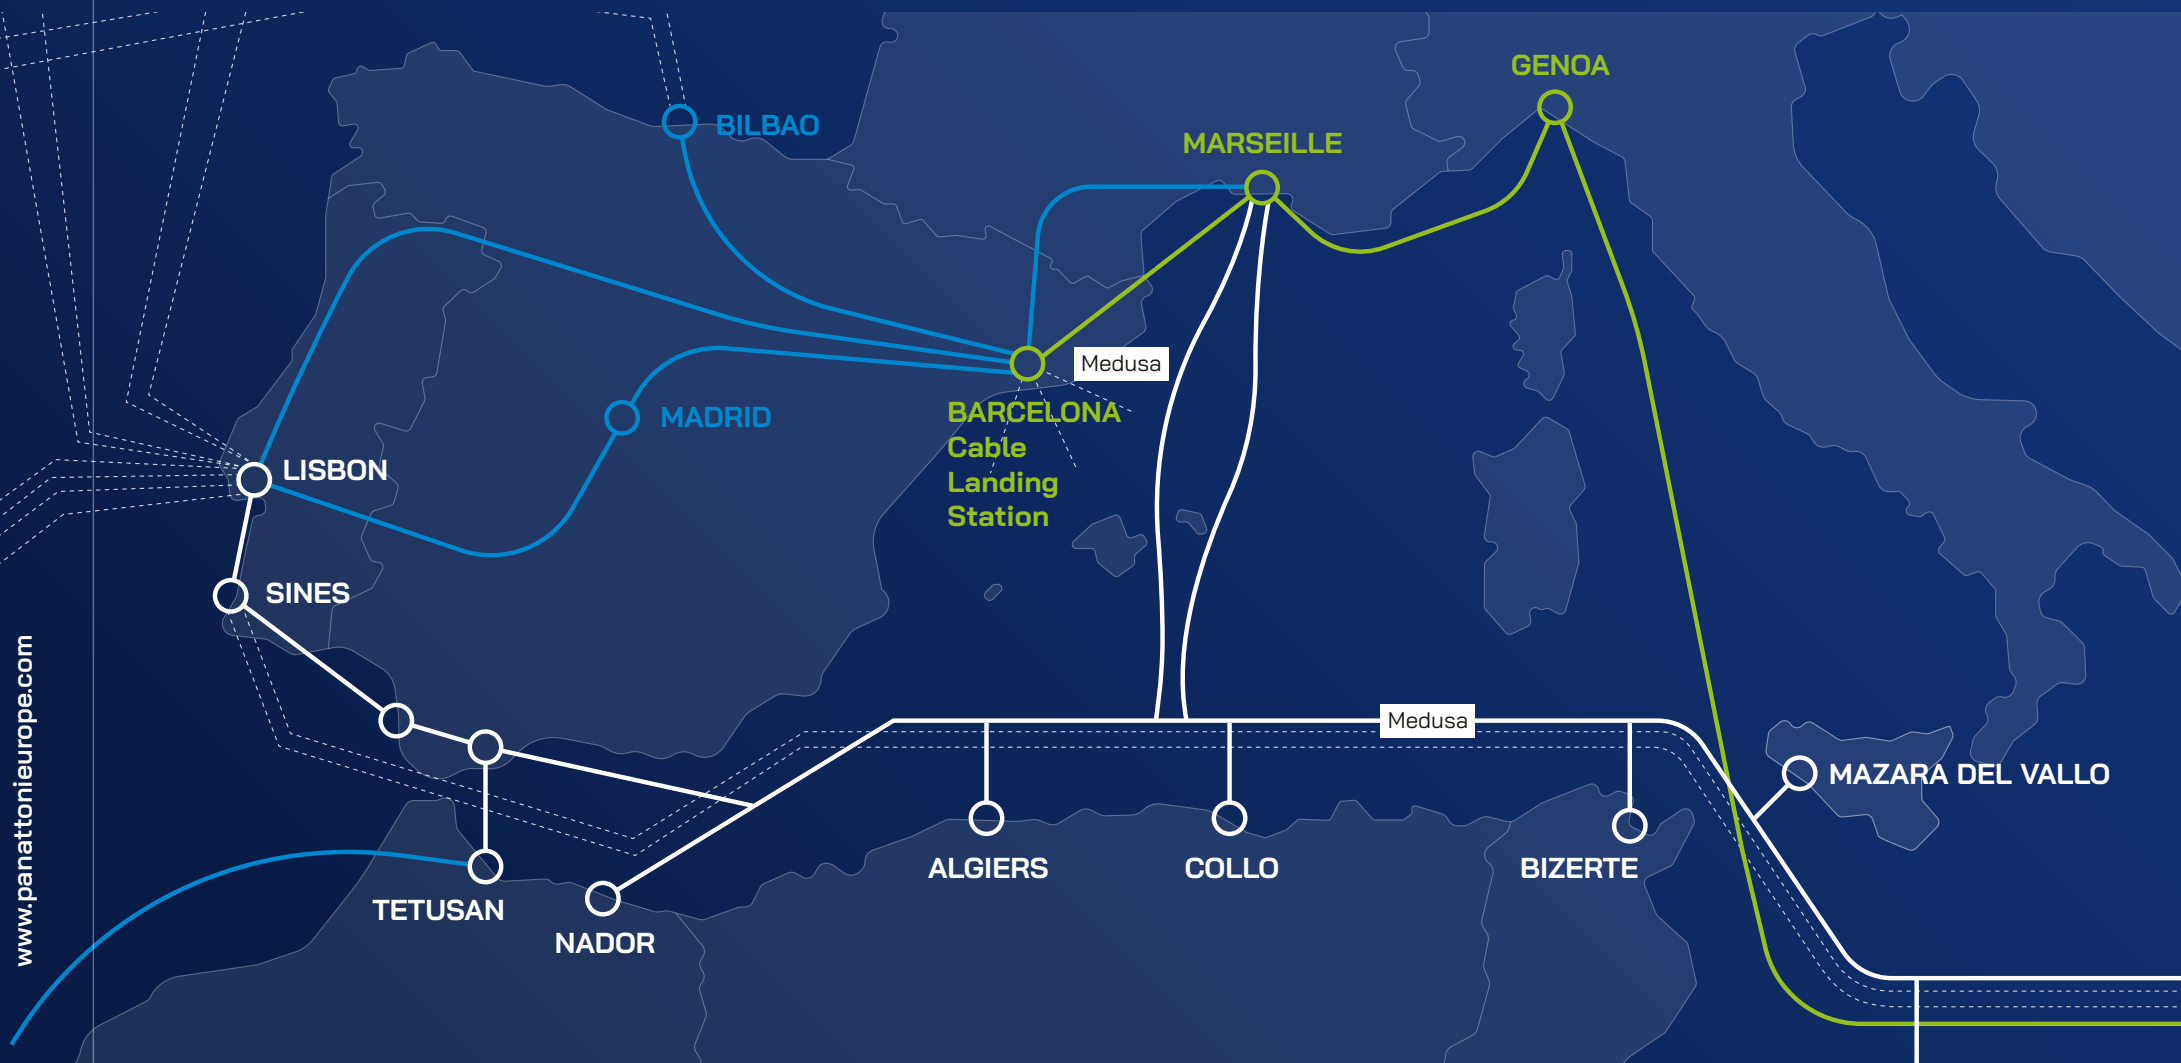 GENOA
BILBAO
MARSEILLE
Medusa
BARCELONA
Cable
Landing
Station
MADRID
LISBON
SINES
Medusa
MAZARA DEL VALLO
ALGIERS
COLLO
BIZERTE
TETUSAN
NADOR
www.panattonieurope.com